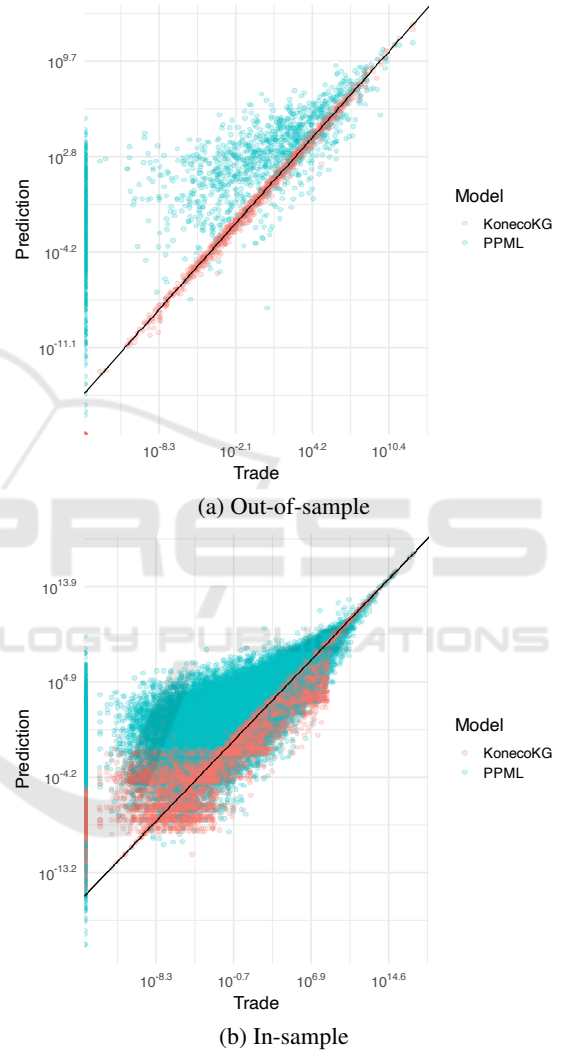 10^9.7
10^2.8
10^-4.2
10^-11.1
Prediction
10^-8.3
10^-2.1
10^4.2
10^10.4
Trade
Model
KonecoKG
PPML
(a) Out-of-sample
PRESS
LOGY PUBLICATIONS
10^13.9
10^4.9
10^-4.2
10^-13.2
Prediction
10^-8.3
10^-0.7
10^6.9
10^14.6
Trade
Model
KonecoKG
PPML
(b) In-sample